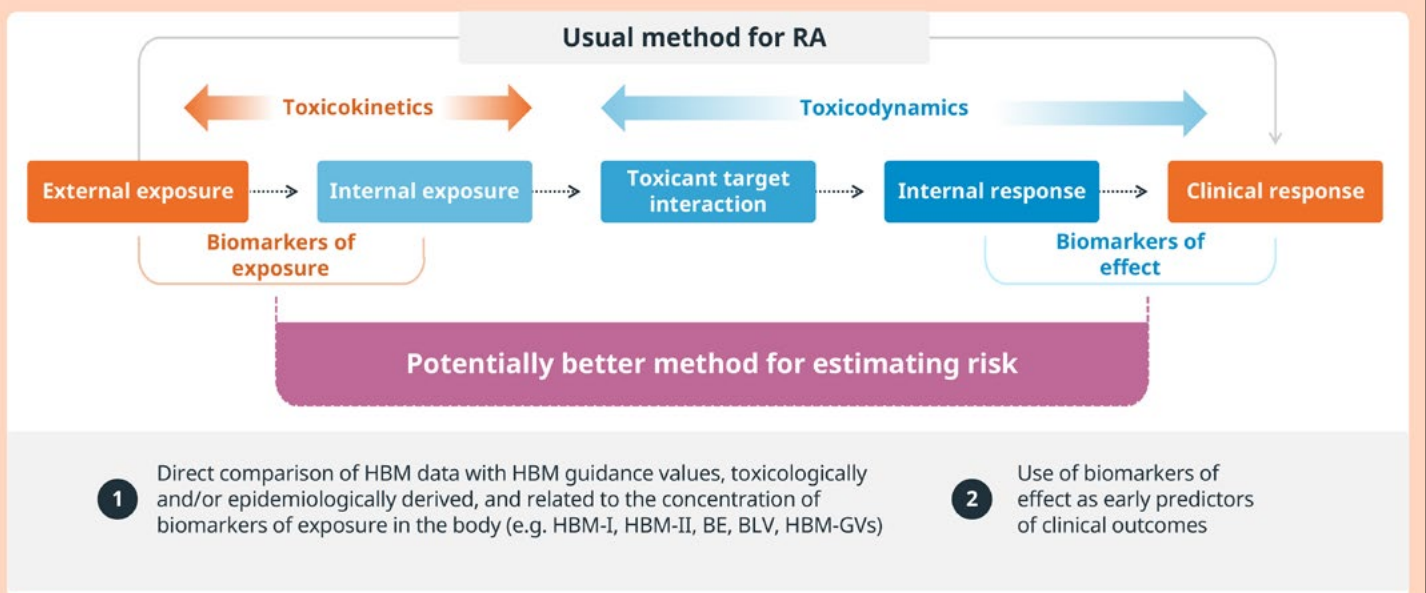 Usual method for RA
Toxicokinetics
Toxicodynamics
External exposure
Internal exposure
Toxicant target
interaction
Internal response
Clinical response
Biomarkers of
exposure
Biomarkers of
effect
Potentially better method for estimating risk
1
Direct comparison of HBM data with HBM guidance values, toxicologically
and/or epidemiologically derived, and related to the concentration of
biomarkers of exposure in the body (e.g. HBM-I, HBM-II, BE, BLV, HBM-GVs)
2
Use of biomarkers of
effect as early predictors
of clinical outcomes